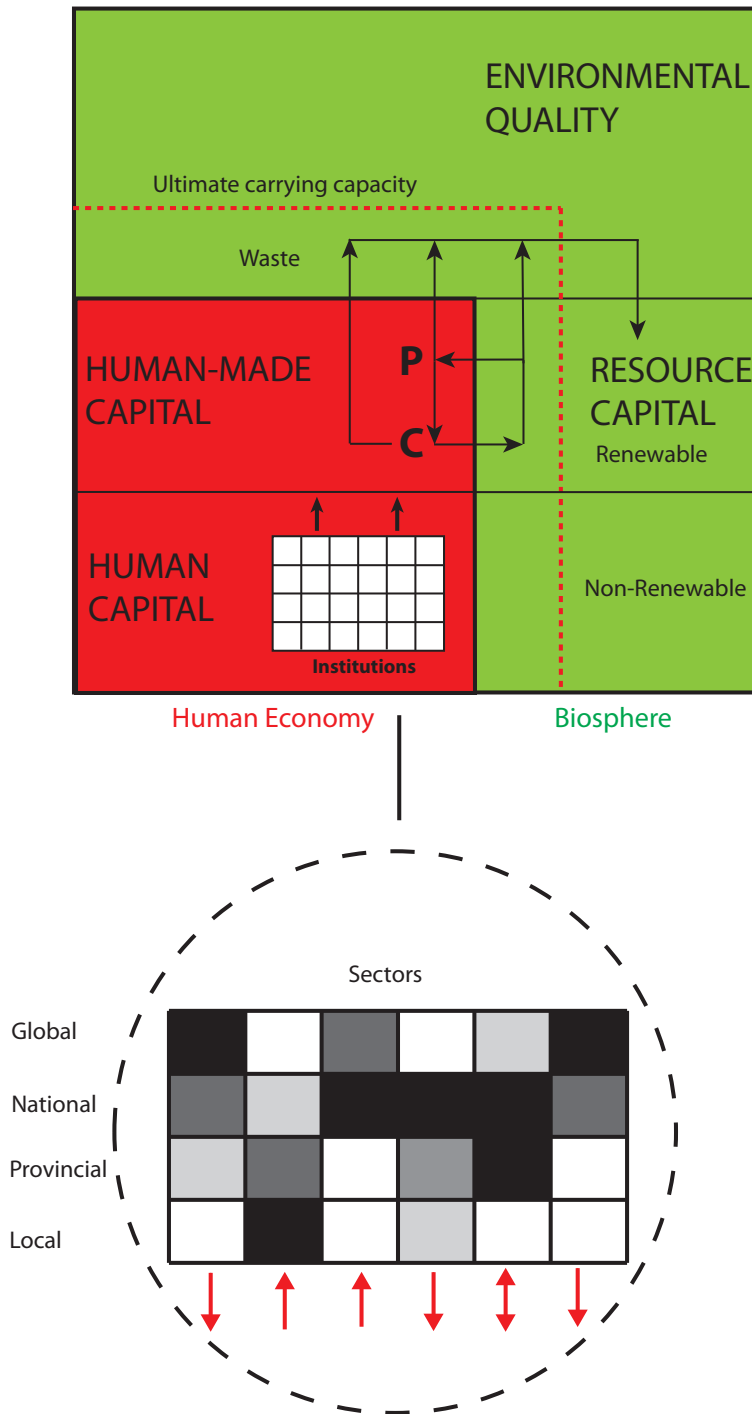 ENVIRONMENTAL
QUALITY
Ultimate carrying capacity
Waste
HUMAN-MADE
CAPITAL
P
C
RESOURCE
CAPITAL
Renewable
HUMAN
CAPITAL
Institutions
Non-Renewable
Human Economy
Biosphere
Sectors
Global
National
Provincial
Local